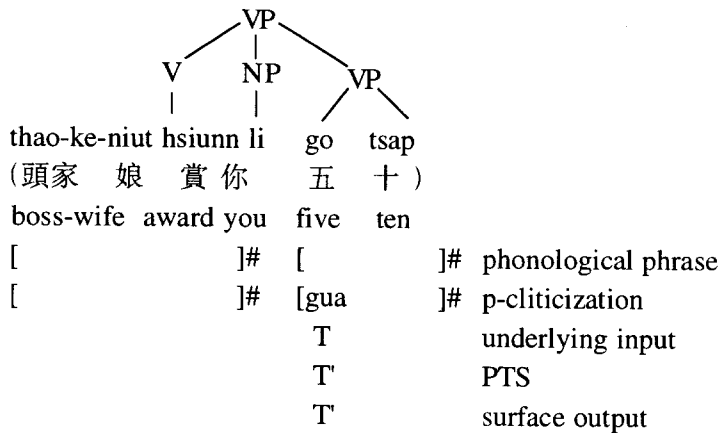 VP
V NP VP
thao-ke-niut hsiunn li go tsap
(頭家 娘 賞 你 五 十 )
boss-wife award you five ten
[ ]# [ ]# phonological phrase
[ ]# [gua ]# p-cliticization
T underlying input
T' PTS
T' surface output